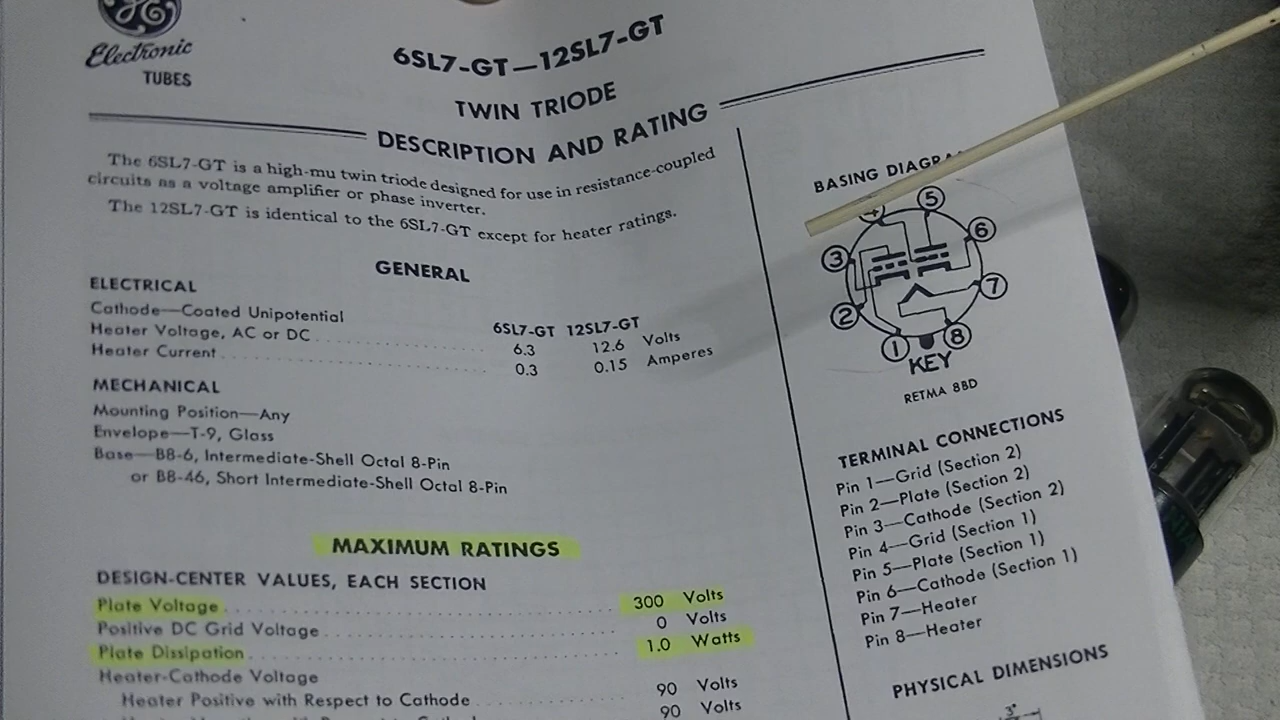 GE
Electronic
TUBES
6SL7-GT—12SL7-GT
TWIN TRIODE
DESCRIPTION AND RATING
The 6SL7-GT is a high-mu twin triode designed for use in resistance-coupled
circuits as a voltage amplifier or phase inverter.
The 12SL7-GT is identical to the 6SL7-GT except for heater ratings.
GENERAL
ELECTRICAL
6SL7-GT 12SL7-GT
Cathode—Coated Unipotential
Heater Voltage, AC or DC 6.3 12.6 Volts
Heater Current 0.3 0.15 Amperes
MECHANICAL
Mounting Position—Any
Envelope—T-9, Glass
Base—B8-6, Intermediate-Shell Octal 8-Pin
or B8-46, Short Intermediate-Shell Octal 8-Pin
MAXIMUM RATINGS
DESIGN-CENTER VALUES, EACH SECTION
Plate Voltage 300 Volts
Positive DC Grid Voltage 0 Volts
Plate Dissipation 1.0 Watts
Heater-Cathode Voltage
Heater Positive with Respect to Cathode 90 Volts
90 Volts
BASING
4
5
3
6
2
7
1
8
KEY
RETMA 8BD
TERMINAL CONNECTIONS
Pin 1—Grid (Section 2)
Pin 2—Plate (Section 2)
Pin 3—Cathode (Section 2)
Pin 4—Grid (Section 1)
Pin 5—Plate (Section 1)
Pin 6—Cathode (Section 1)
Pin 7—Heater
Pin 8—Heater
PHYSICAL DIMENSIONS